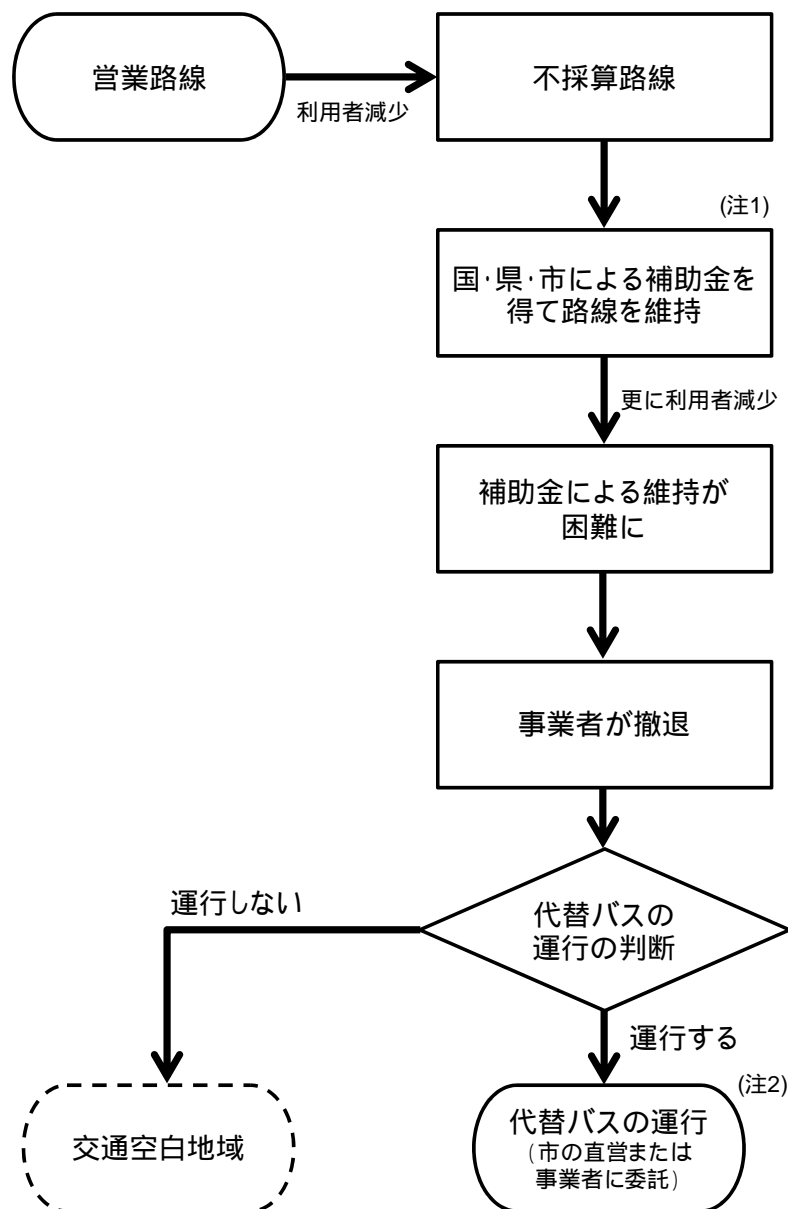 営業路線
利用者減少
不採算路線
(注1)
国・県・市による補助金を
得て路線を維持
更に利用者減少
補助金による維持が
困難に
事業者が撤退
代替バスの
運行の判断
運行しない
運行する
交通空白地域
(注2)
代替バスの運行
(市の直営または
事業者に委託)